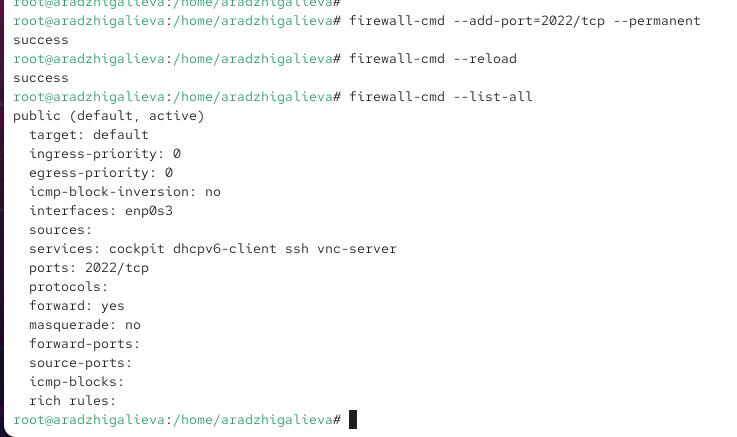 root@aradzhigalieva:/home/aradzhigalieva#
root@aradzhigalieva:/home/aradzhigalieva# firewall-cmd --add-port=2022/tcp --permanent
success
root@aradzhigalieva:/home/aradzhigalieva# firewall-cmd --reload
success
root@aradzhigalieva:/home/aradzhigalieva# firewall-cmd --list-all
public (default, active)
  target: default
  ingress-priority: 0
  egress-priority: 0
  icmp-block-inversion: no
  interfaces: enp0s3
  sources:
  services: cockpit dhcpv6-client ssh vnc-server
  ports: 2022/tcp
  protocols:
  forward: yes
  masquerade: no
  forward-ports:
  source-ports:
  icmp-blocks:
  rich rules:
root@aradzhigalieva:/home/aradzhigalieva#